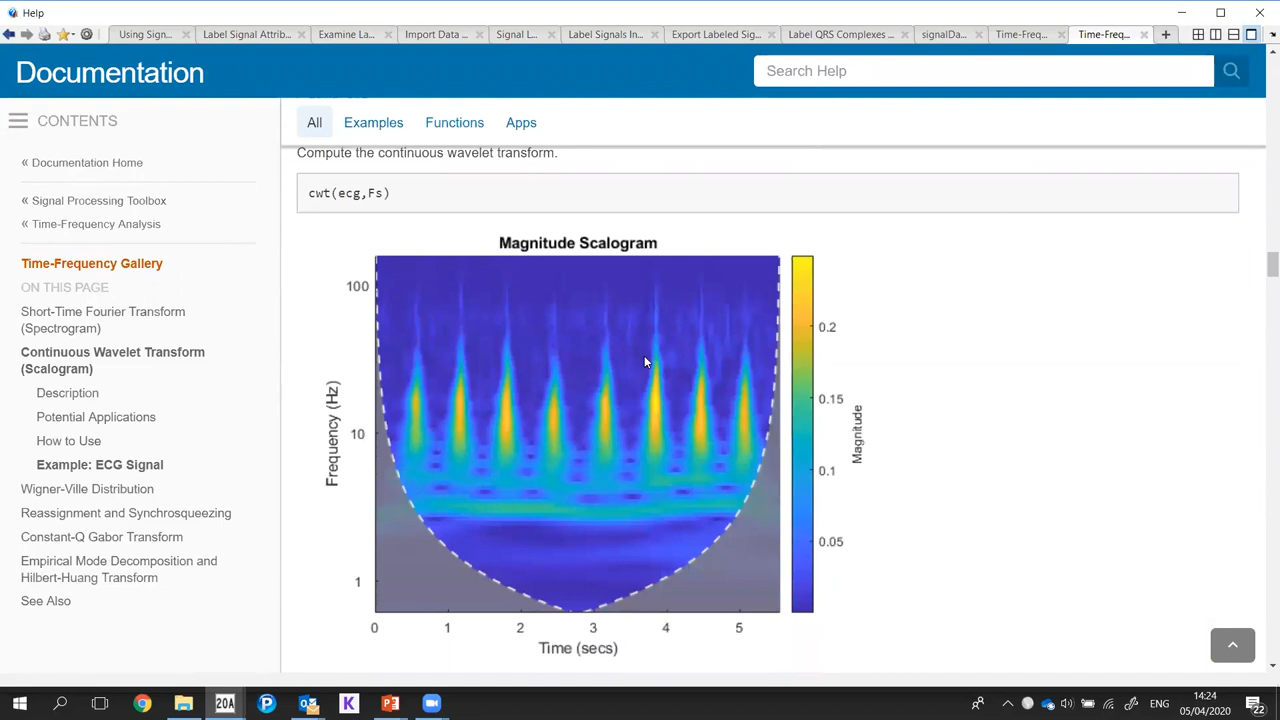 Help
Using Sign...
Label Signal Attrib...
Examine La...
Import Data ...
Signal L...
Label Signals In...
Export Labeled Sig...
Label QRS Complexes ...
signalDa...
Time-Freq...
Time-Freq...
Documentation
Search Help
CONTENTS
All
Examples
Functions
Apps
« Documentation Home
« Signal Processing Toolbox
« Time-Frequency Analysis
Time-Frequency Gallery
ON THIS PAGE
Short-Time Fourier Transform
(Spectrogram)
Continuous Wavelet Transform
(Scalogram)
Description
Potential Applications
How to Use
Example: ECG Signal
Wigner-Ville Distribution
Reassignment and Synchrosqueezing
Constant-Q Gabor Transform
Empirical Mode Decomposition and
Hilbert-Huang Transform
See Also
Compute the continuous wavelet transform.
cwt(ecg,Fs)
Magnitude Scalogram
100
10
1
Frequency (Hz)
0 1 2 3 4 5
Time (secs)
0.2
0.15
0.1
0.05
Magnitude
20A
ENG
14:24
05/04/2020
22